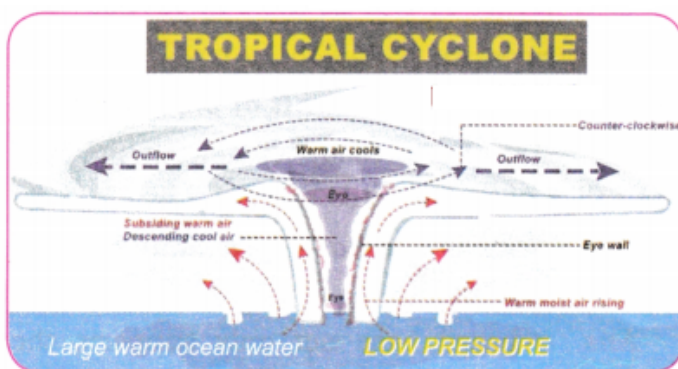 TROPICAL CYCLONE
Counter-clockwise
Warm air cools
Outflow
Outflow
Eye
Subsiding warm air
Descending cool air
Eye wall
Eye
Warm moist air rising
Large warm ocean water
LOW PRESSURE